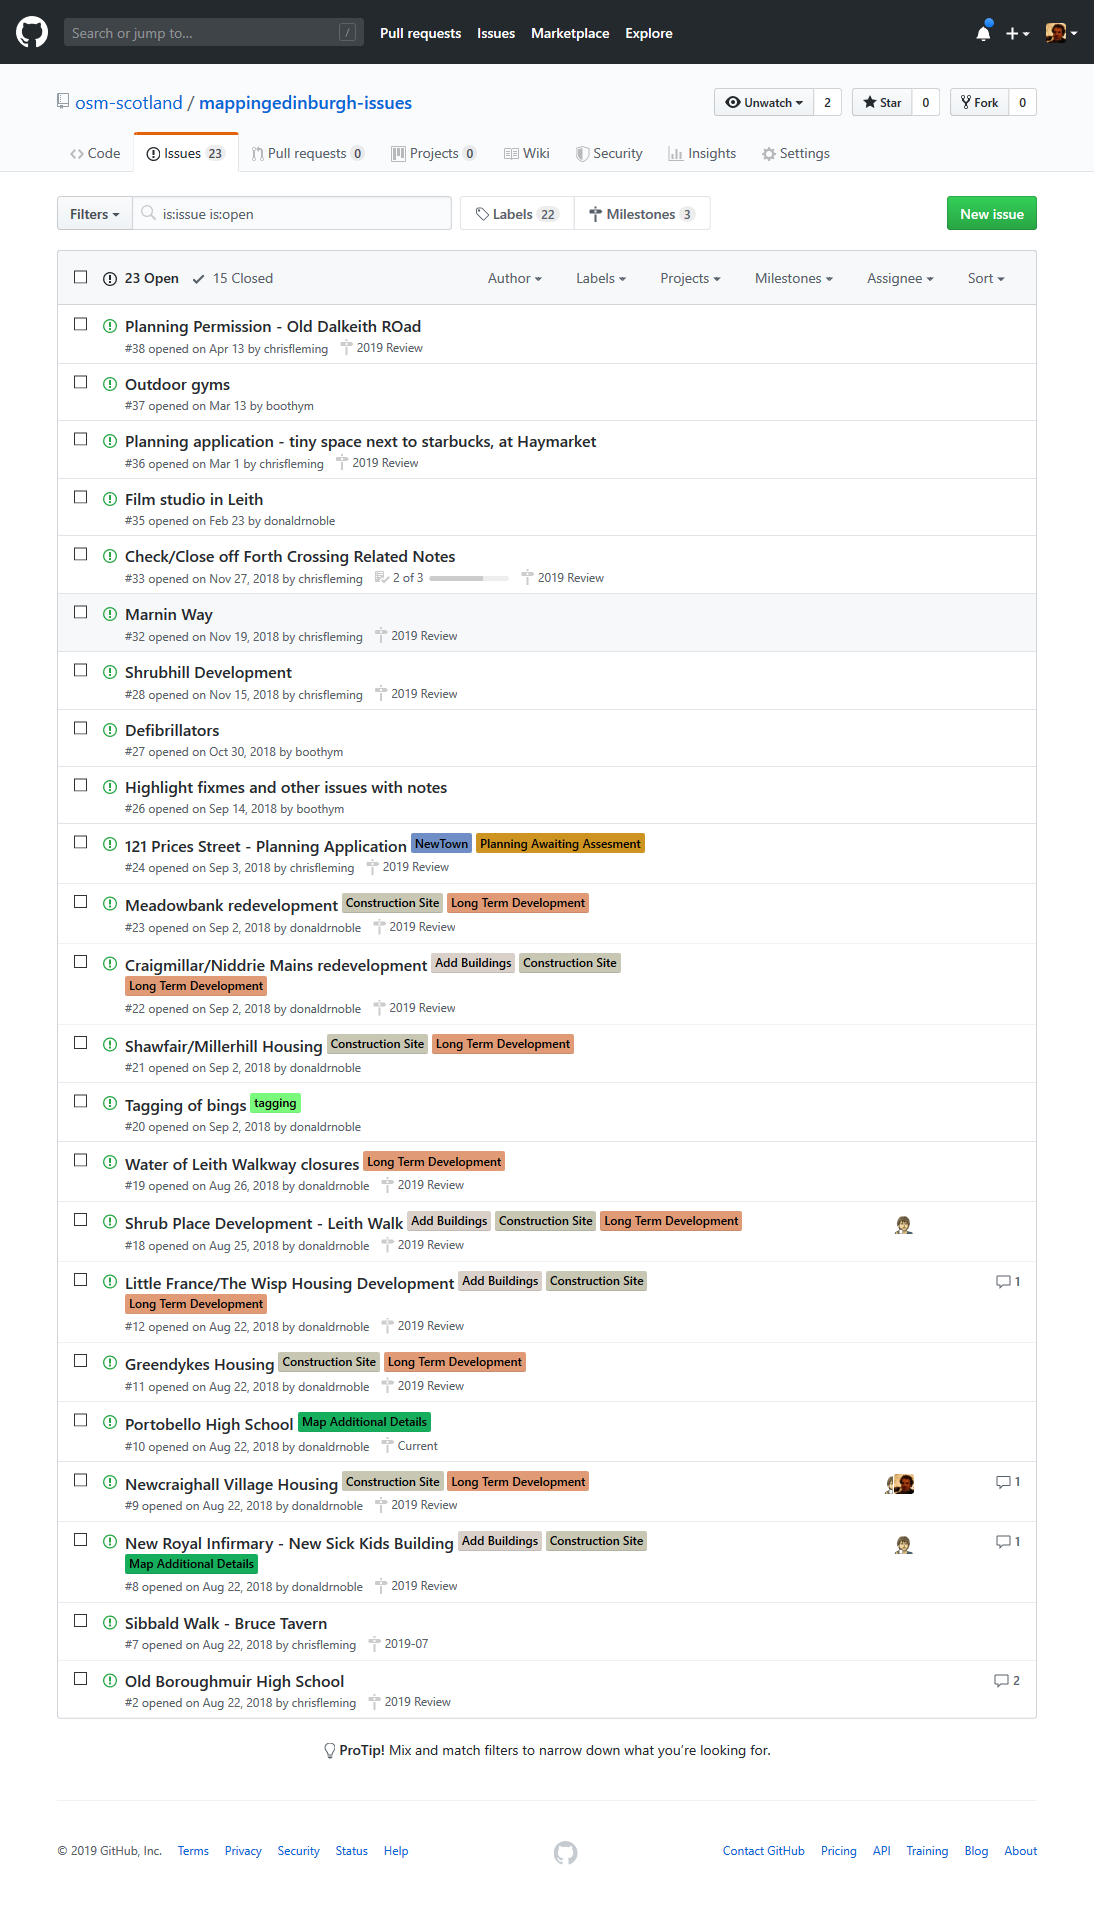 Search or jump to...
/
Pull requests Issues Marketplace Explore
osm-scotland / mappingedinburgh-issues
Unwatch 2 Star 0 Fork 0
Code Issues 23 Pull requests 0 Projects 0 Wiki Security Insights Settings
Filters is:issue is:open Labels 22 Milestones 3 New issue
23 Open 15 Closed Author Labels Projects Milestones Assignee Sort
Planning Permission - Old Dalkeith ROad
#38 opened on Apr 13 by chrisfleming 2019 Review
Outdoor gyms
#37 opened on Mar 13 by boothym
Planning application - tiny space next to starbucks, at Haymarket
#36 opened on Mar 1 by chrisfleming 2019 Review
Film studio in Leith
#35 opened on Feb 23 by donaldrnoble
Check/Close off Forth Crossing Related Notes
#33 opened on Nov 27, 2018 by chrisfleming 2 of 3 2019 Review
Marnin Way
#32 opened on Nov 19, 2018 by chrisfleming 2019 Review
Shrubhill Development
#28 opened on Nov 15, 2018 by chrisfleming 2019 Review
Defibrillators
#27 opened on Oct 30, 2018 by boothym
Highlight fixmes and other issues with notes
#26 opened on Sep 14, 2018 by boothym
121 Prices Street - Planning Application NewTown Planning Awaiting Assesment
#24 opened on Sep 3, 2018 by chrisfleming 2019 Review
Meadowbank redevelopment Construction Site Long Term Development
#23 opened on Sep 2, 2018 by donaldrnoble 2019 Review
Craigmillar/Niddrie Mains redevelopment Add Buildings Construction Site
Long Term Development
#22 opened on Sep 2, 2018 by donaldrnoble 2019 Review
Shawfair/Millerhill Housing Construction Site Long Term Development
#21 opened on Sep 2, 2018 by donaldrnoble
Tagging of bings tagging
#20 opened on Sep 2, 2018 by donaldrnoble
Water of Leith Walkway closures Long Term Development
#19 opened on Aug 26, 2018 by donaldrnoble 2019 Review
Shrub Place Development - Leith Walk Add Buildings Construction Site Long Term Development
#18 opened on Aug 25, 2018 by donaldrnoble 2019 Review
Little France/The Wisp Housing Development Add Buildings Construction Site 1
Long Term Development
#12 opened on Aug 22, 2018 by donaldrnoble 2019 Review
Greendykes Housing Construction Site Long Term Development
#11 opened on Aug 22, 2018 by donaldrnoble 2019 Review
Portobello High School Map Additional Details
#10 opened on Aug 22, 2018 by donaldrnoble Current
Newcraighall Village Housing Construction Site Long Term Development 1
#9 opened on Aug 22, 2018 by donaldrnoble 2019 Review
New Royal Infirmary - New Sick Kids Building Add Buildings Construction Site 1
Map Additional Details
#8 opened on Aug 22, 2018 by donaldrnoble 2019 Review
Sibbald Walk - Bruce Tavern
#7 opened on Aug 22, 2018 by chrisfleming 2019-07
Old Boroughmuir High School 2
#2 opened on Aug 22, 2018 by chrisfleming 2019 Review
ProTip! Mix and match filters to narrow down what you’re looking for.
© 2019 GitHub, Inc. Terms Privacy Security Status Help Contact GitHub Pricing API Training Blog About